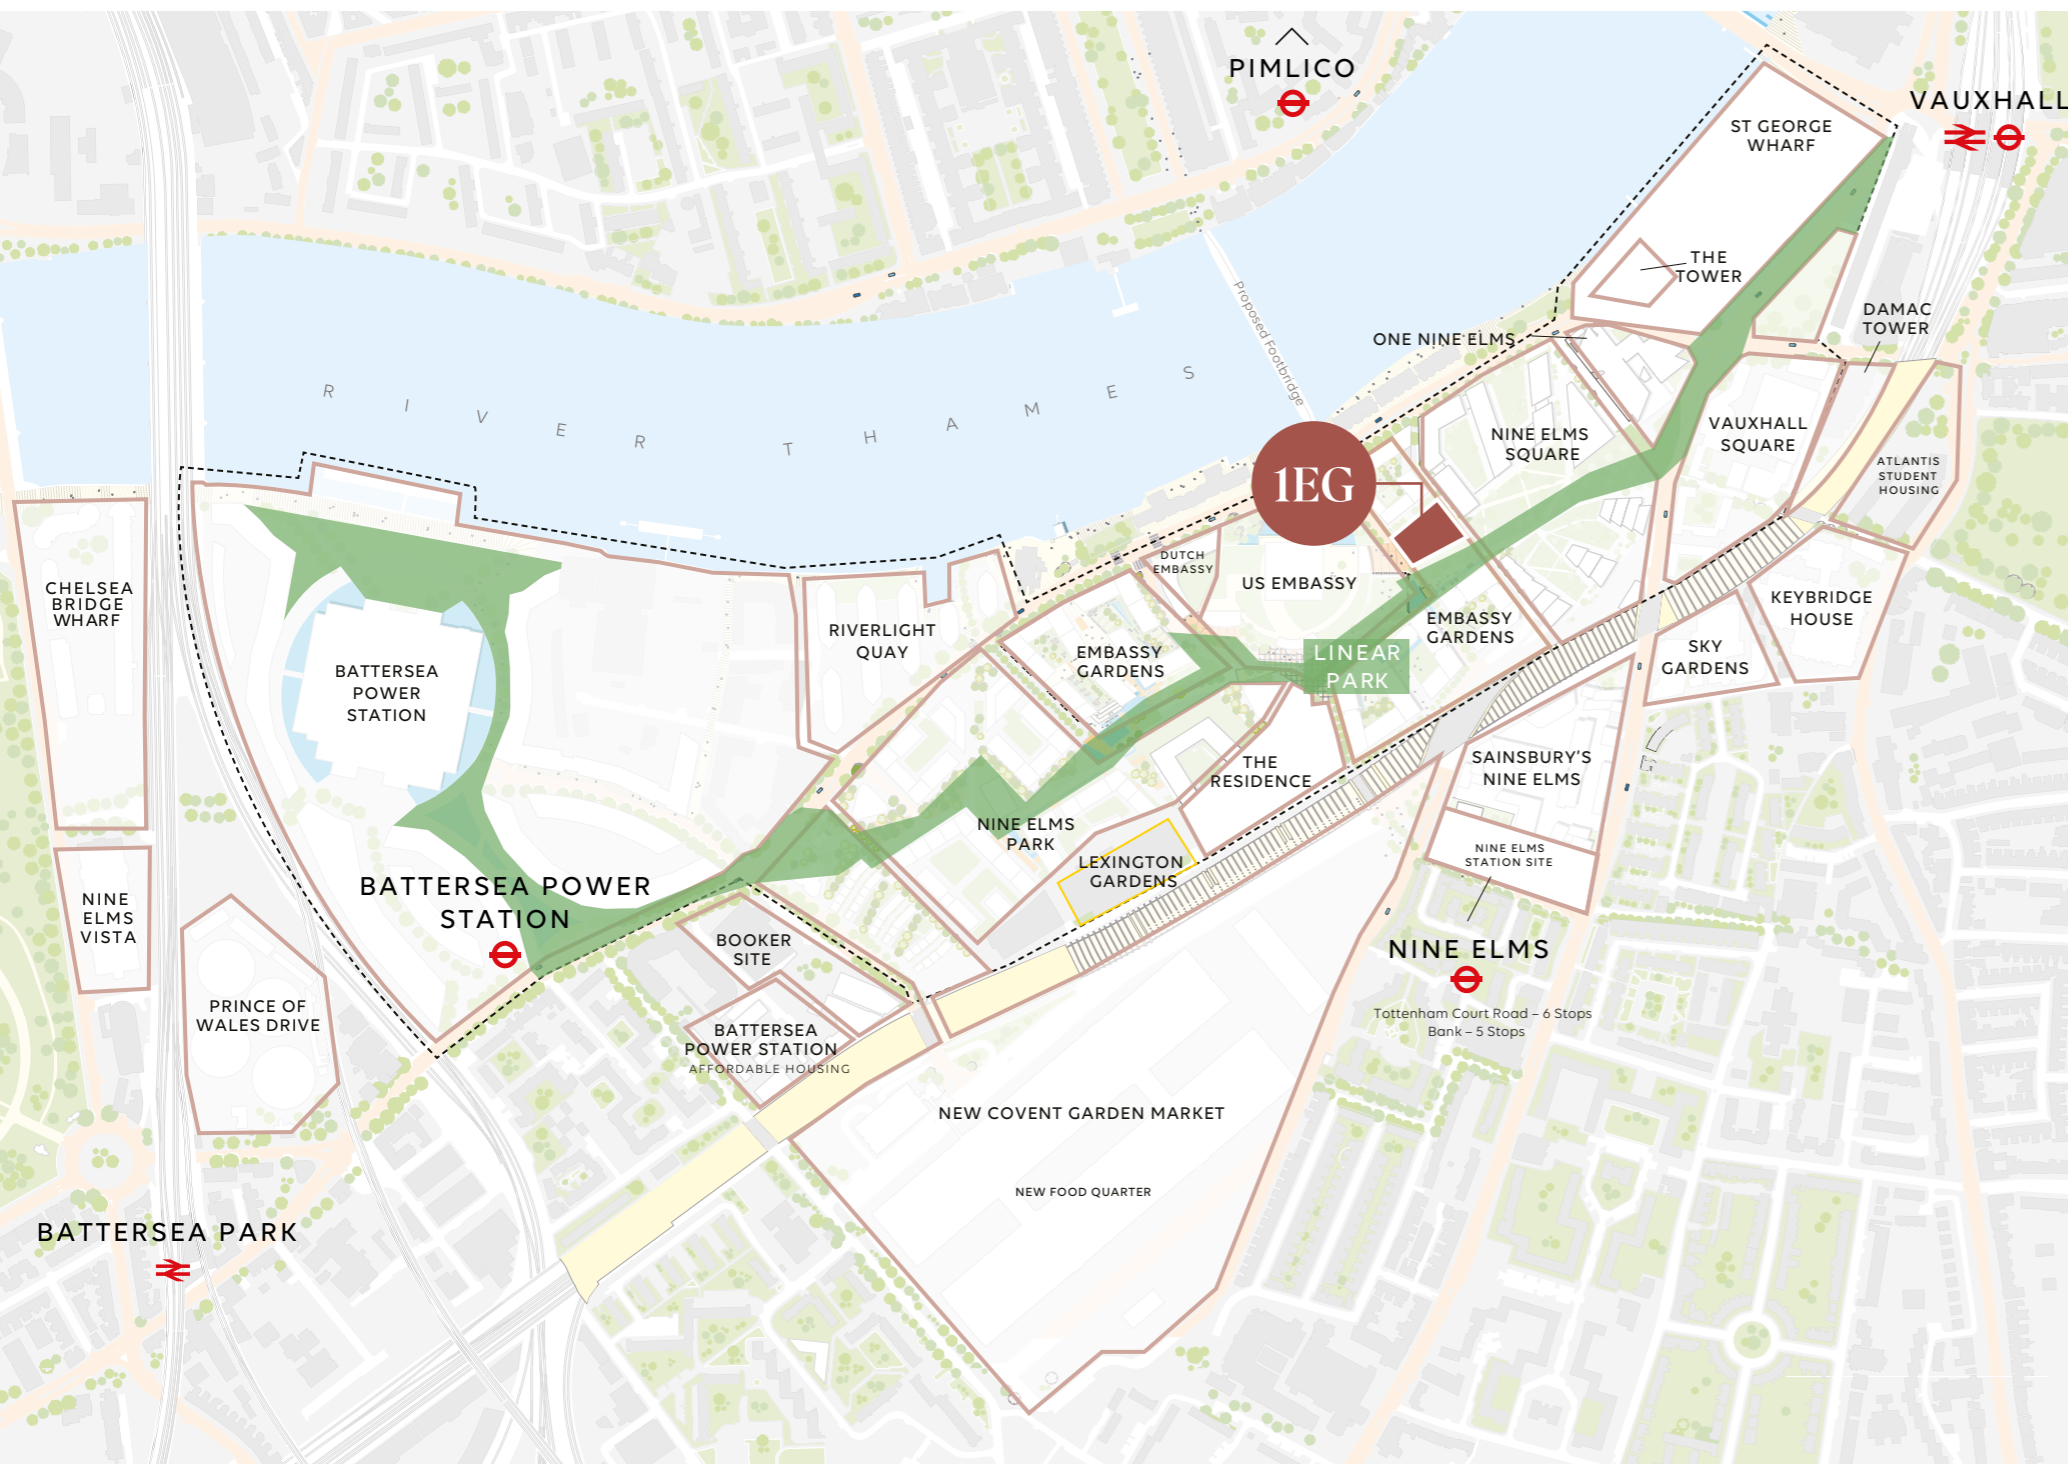 PIMLICO
VAUXHALL
ST GEORGE
WHARF
THE
TOWER
DAMAC
TOWER
ONE NINE ELMS
Proposed Footbridge
RIVER THAMES
NINE ELMS
SQUARE
VAUXHALL
SQUARE
ATLANTIS
STUDENT
HOUSING
1EG
DUTCH
EMBASSY
US EMBASSY
CHELSEA
BRIDGE
WHARF
RIVERLIGHT
QUAY
EMBASSY
GARDENS
EMBASSY
GARDENS
KEYBRIDGE
HOUSE
LINEAR
PARK
SKY
GARDENS
BATTERSEA
POWER
STATION
THE
RESIDENCE
SAINSBURY'S
NINE ELMS
NINE ELMS
PARK
LEXINGTON
GARDENS
NINE ELMS
STATION SITE
BATTERSEA POWER
STATION
NINE
ELMS
VISTA
BOOKER
SITE
NINE ELMS
Tottenham Court Road – 6 Stops
Bank – 5 Stops
PRINCE OF
WALES DRIVE
BATTERSEA
POWER STATION
AFFORDABLE HOUSING
NEW COVENT GARDEN MARKET
NEW FOOD QUARTER
BATTERSEA PARK